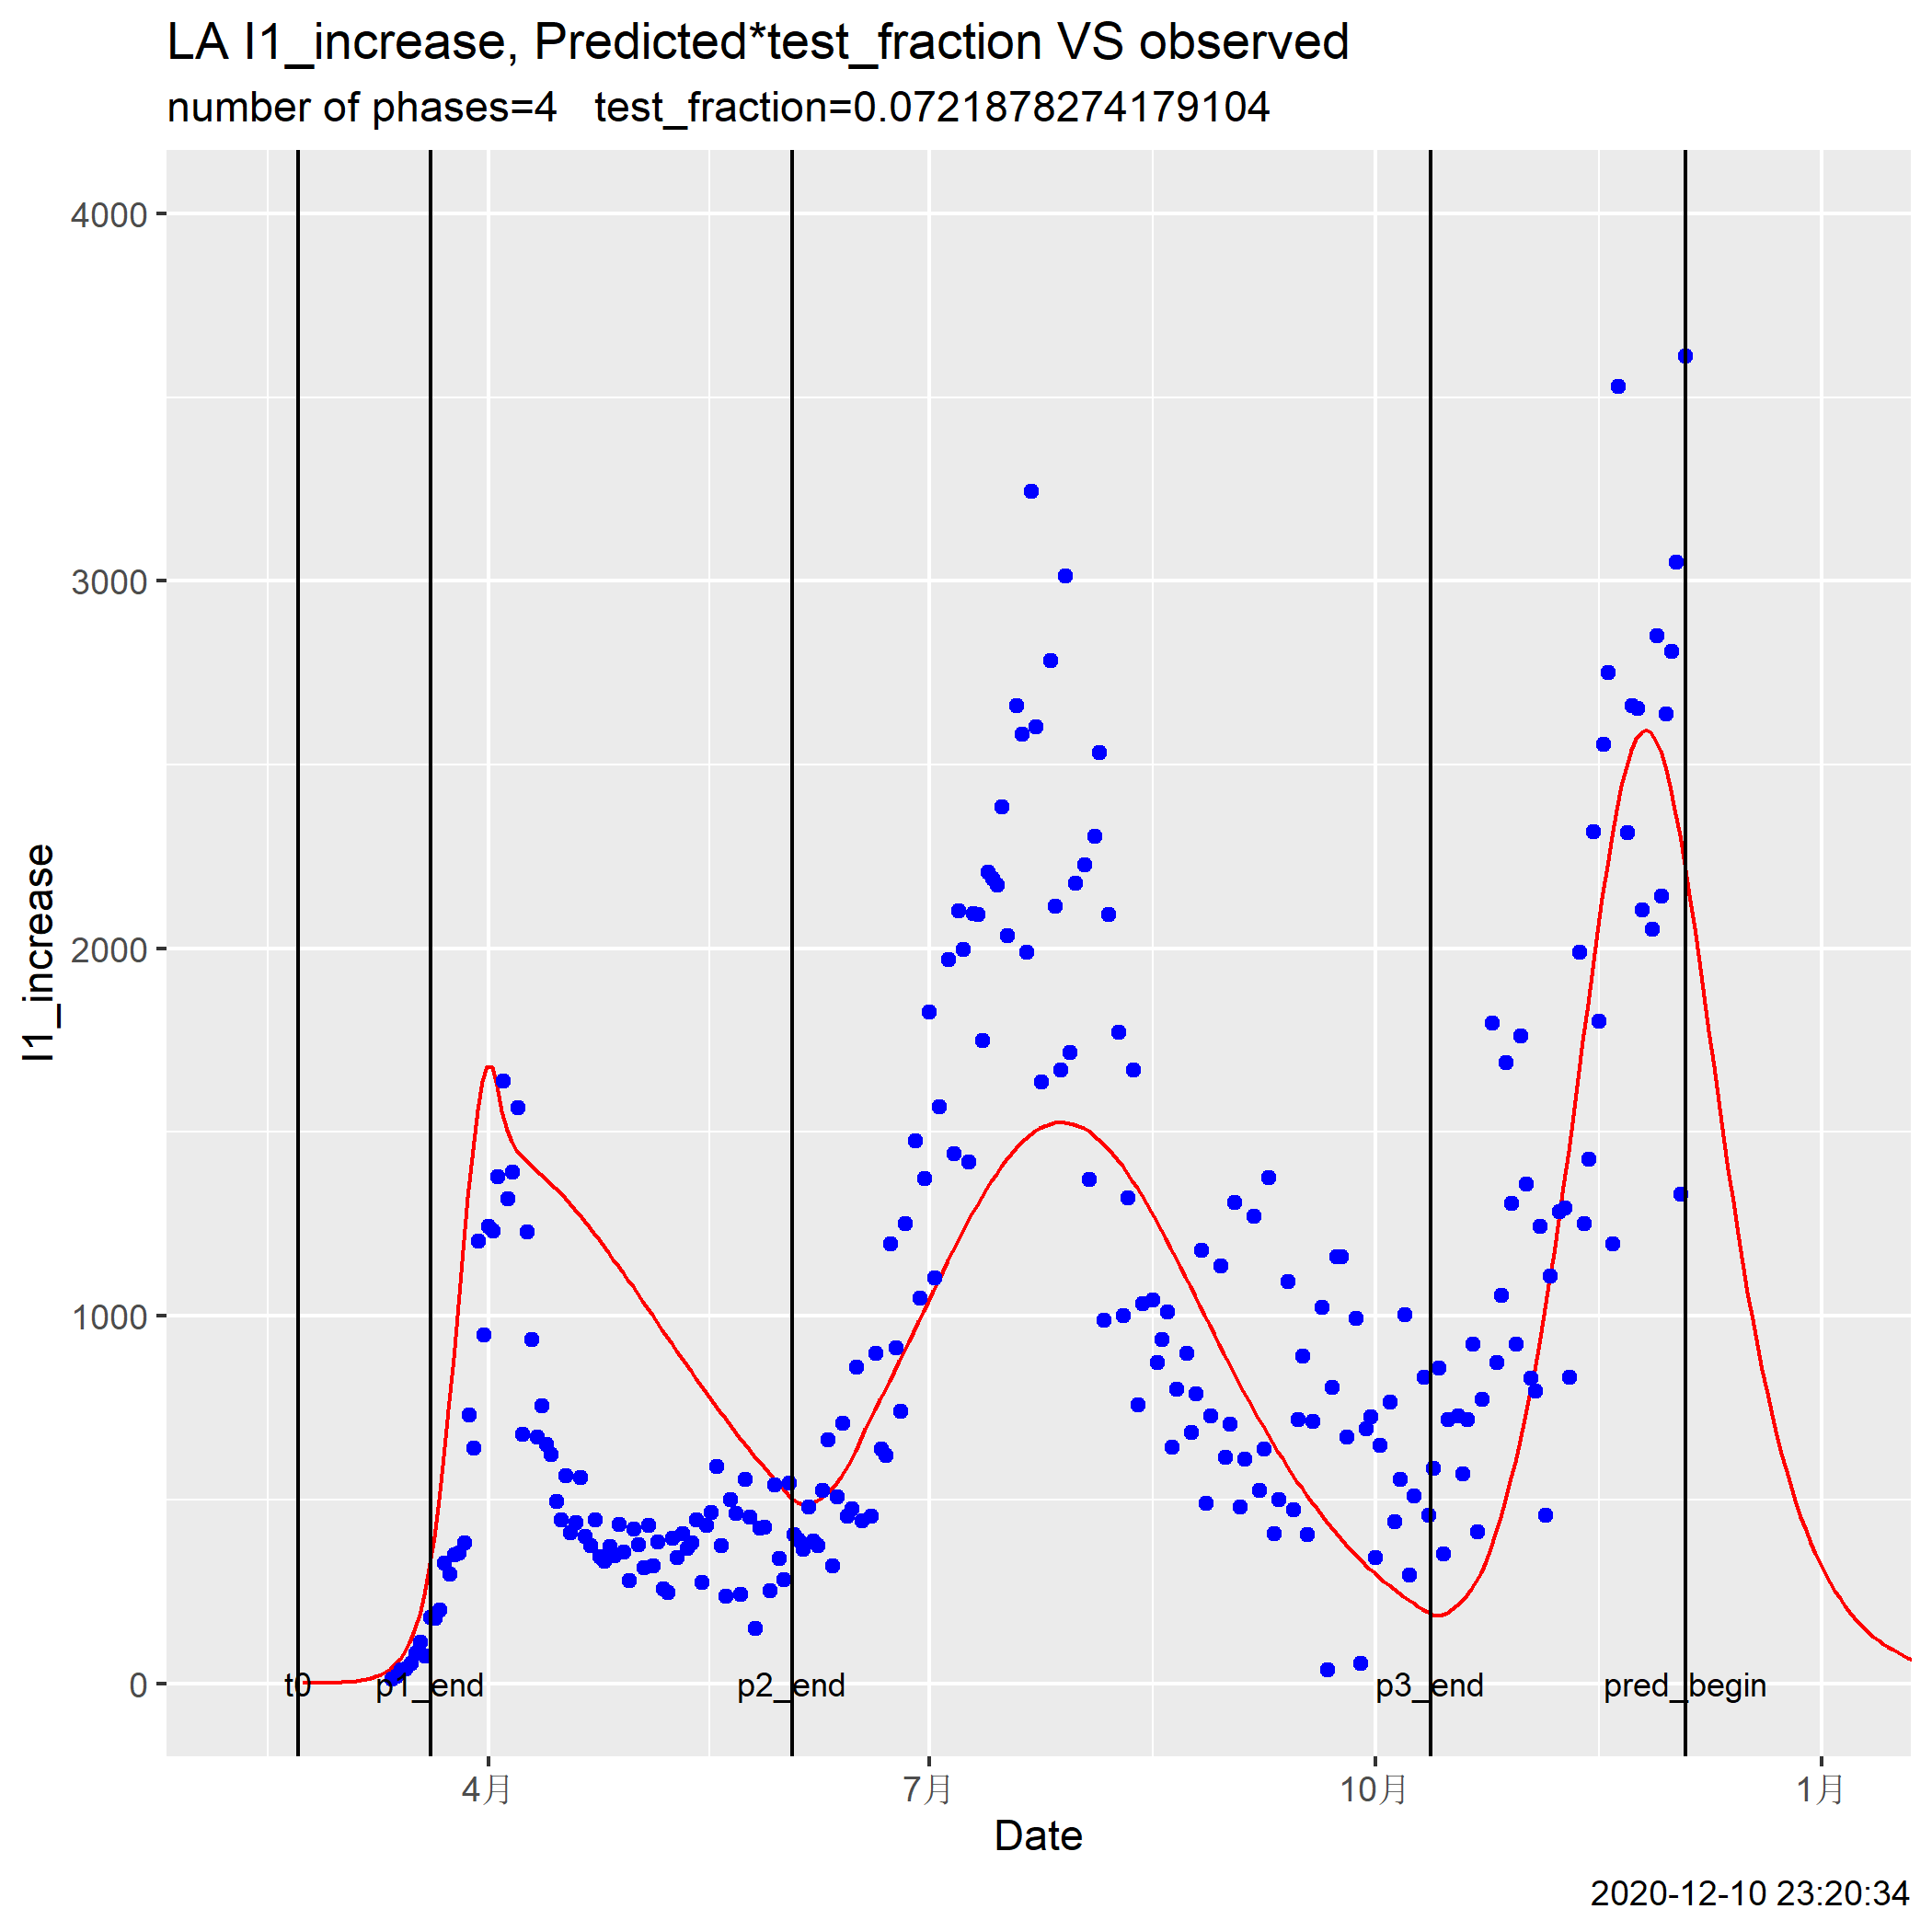 LA I1_increase, Predicted*test_fraction VS observed
number of phases=4 test_fraction=0.0721878274179104
4000
3000
2000
1000
0
I1_increase
t0
p1_end
p2_end
p3_end
pred_begin
4月
7月
10月
1月
Date
2020-12-10 23:20:34